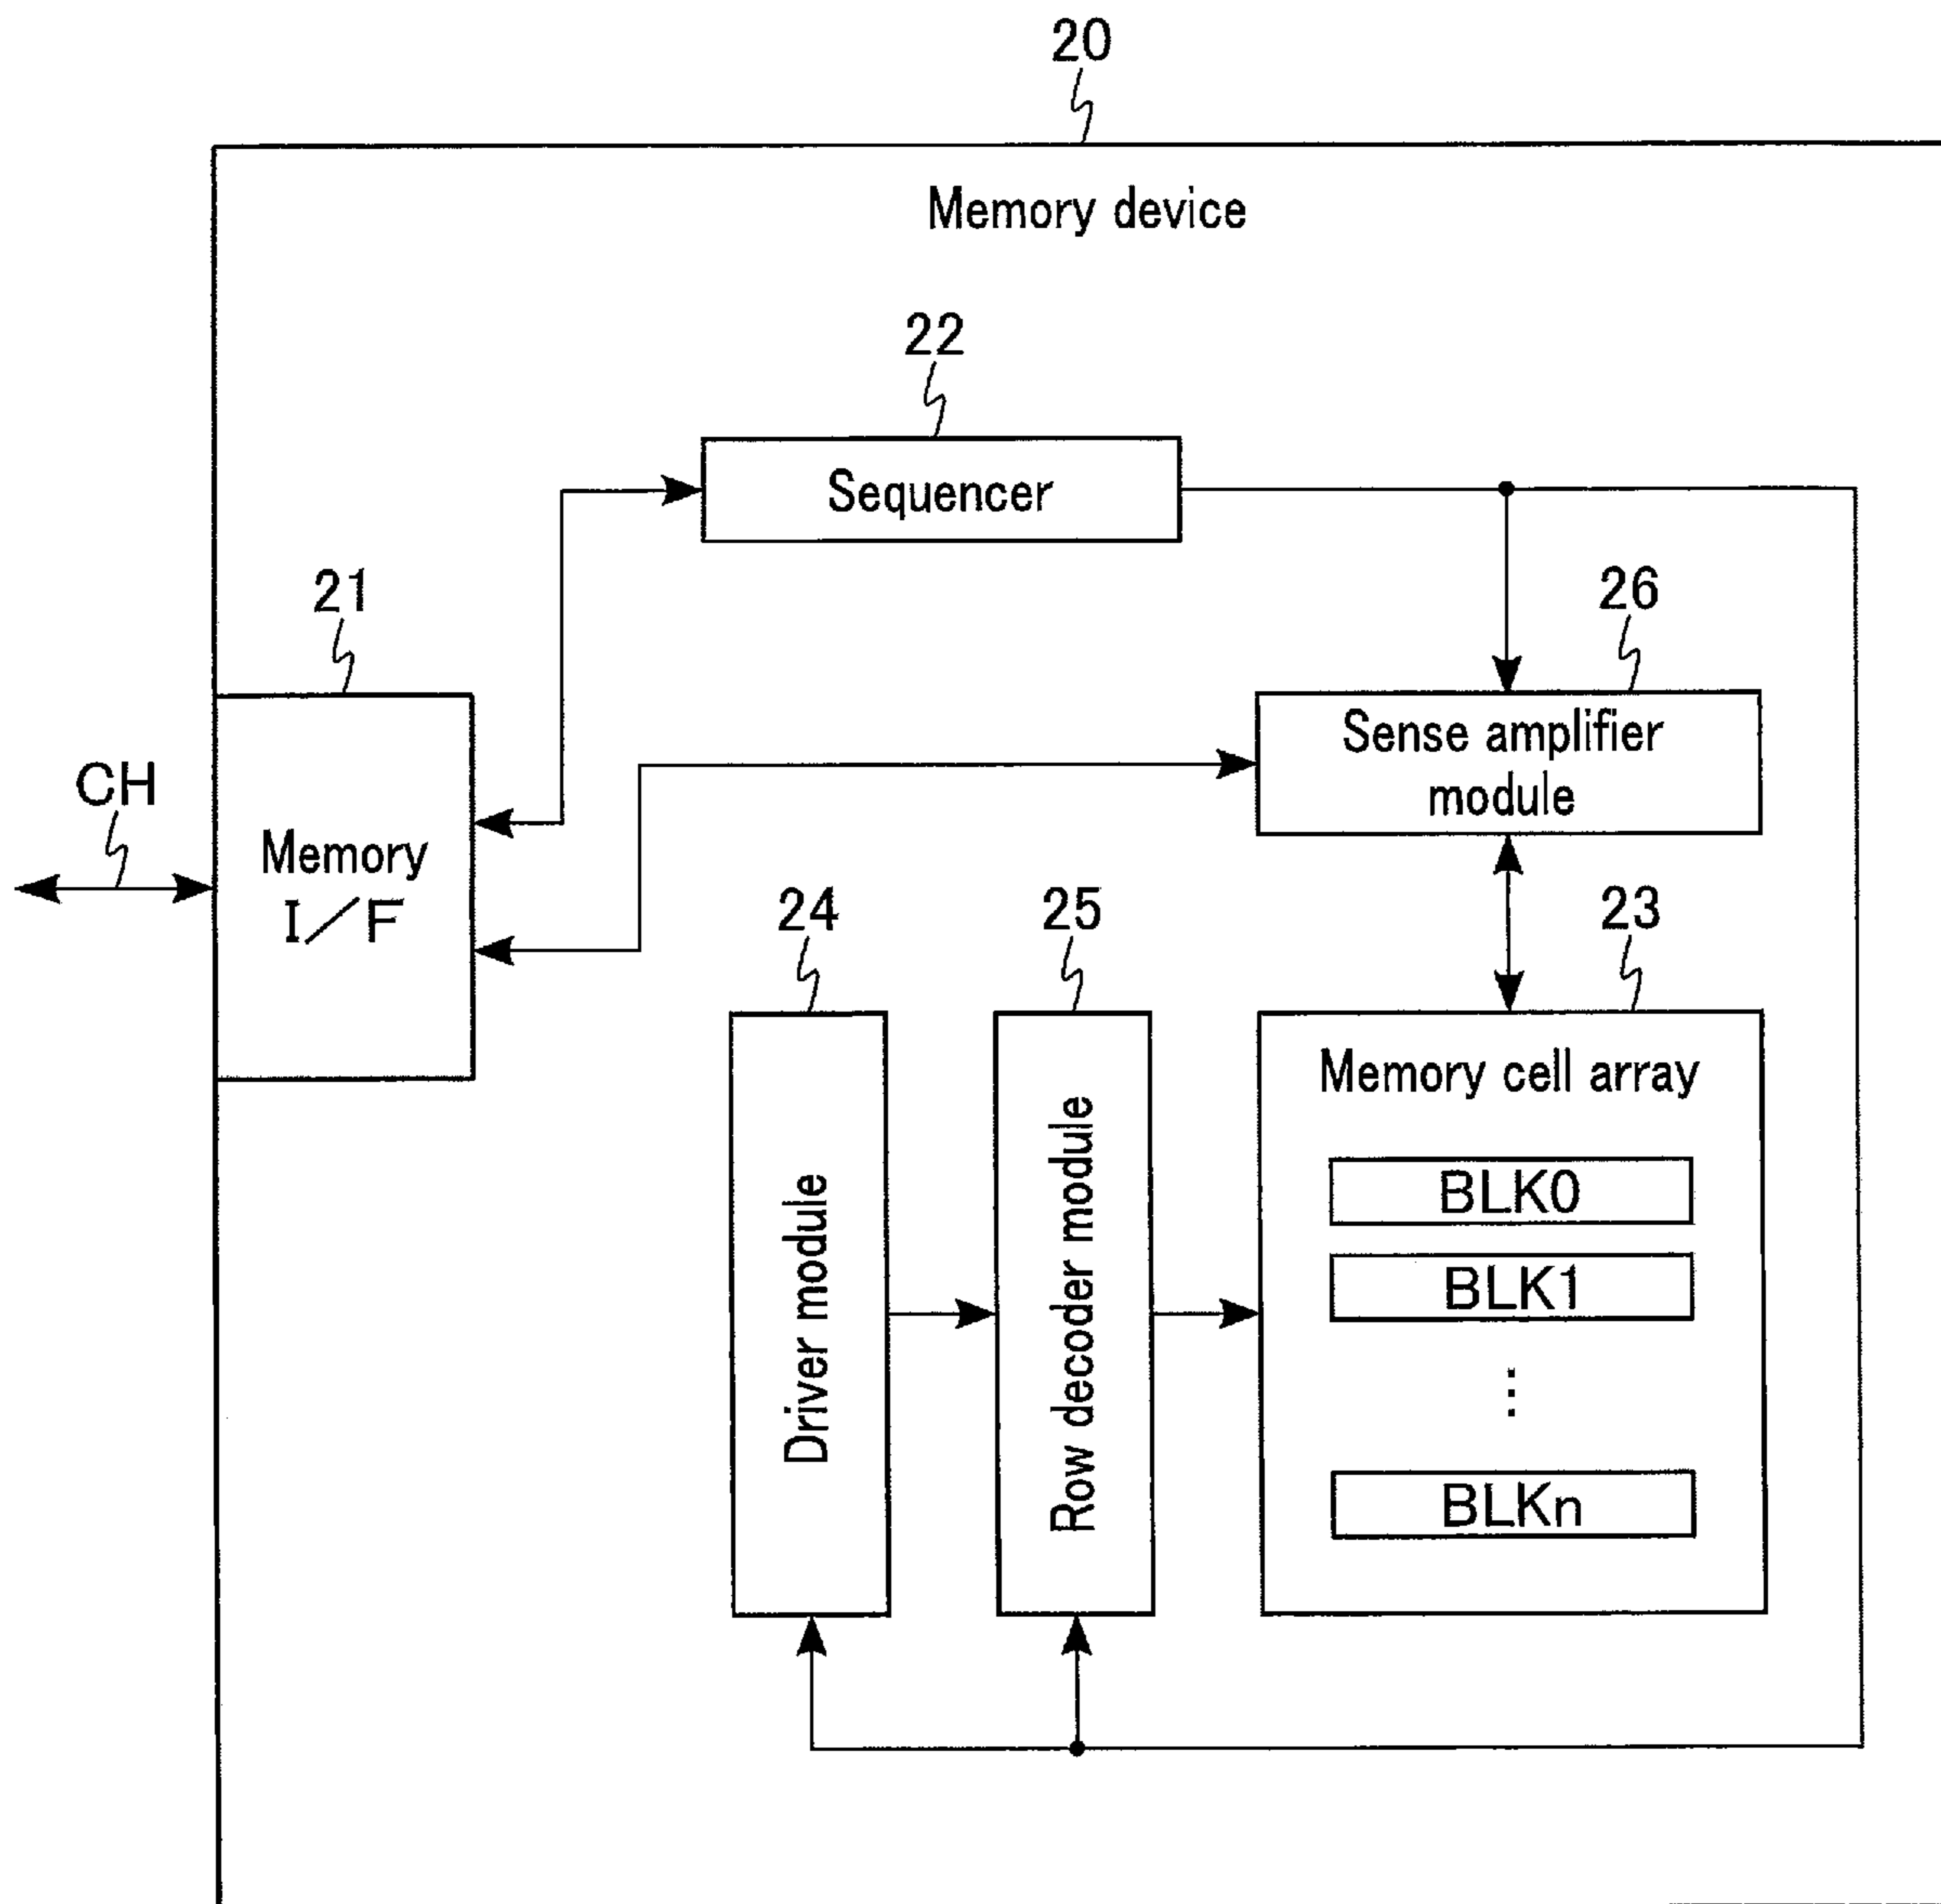 20
Memory device
22
Sequencer
21
26
Sense amplifier
module
CH
Memory
I/F
24
25
23
Driver module
Row decoder module
Memory cell array
BLK0
BLK1
⋮
BLKn